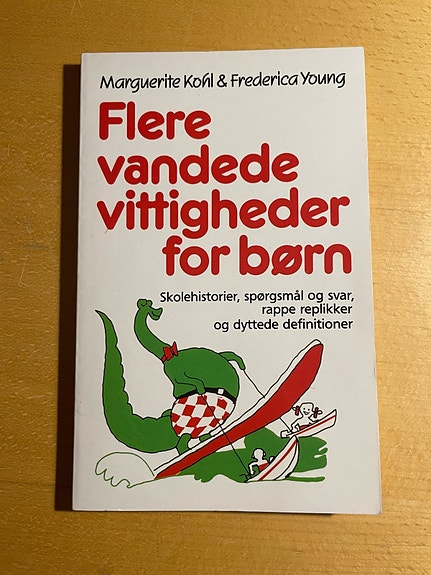 Marguerite Kohl & Frederica Young
Flere
vandede
vittigheder
for børn
Skolehistorier, spørgsmål og svar,
rappe replikker
og dyttede definitioner